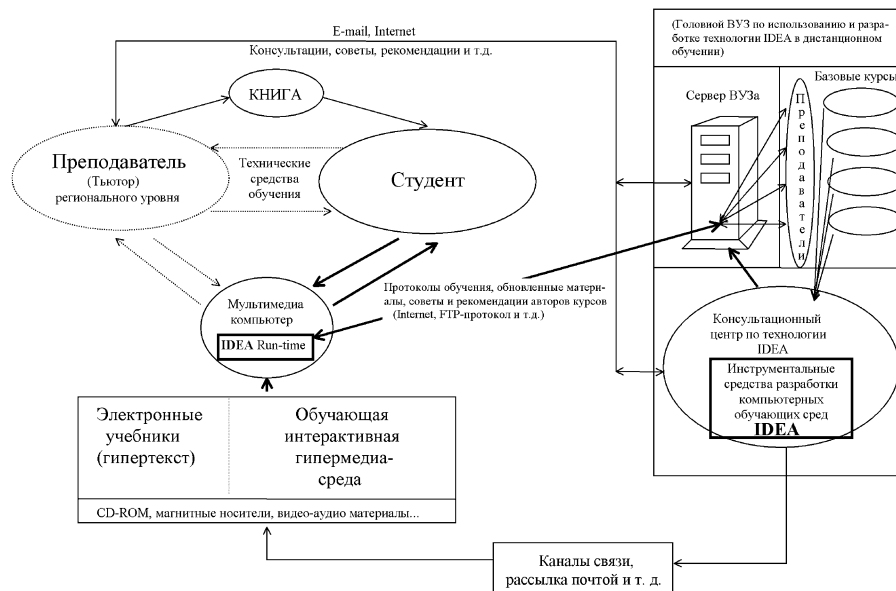 E-mail, Internet
Консультации, советы, рекомендации и т.д.
КНИГА
Преподаватель
(Тьютор)
регионального уровня
Технические
средства
обучения
Студент
Мультимедиа
компьютер
IDEA Run-time
Протоколы обучения, обновленные матери-
алы, советы и рекомендации авторов курсов
(Internet, FTP-протокол и т.д.)
Электронные
учебники
(гипертекст)
Обучающая
интерактивная
гипермедиа-
среда
CD-ROM, магнитные носители, видео-аудио материалы...
(Головной ВУЗ по использованию и разра-
ботке технологии IDEA в дистанционом
обучении)
Сервер ВУЗа
Преподаватели
Базовые курсы
Консультационный
центр по технологии
IDEA
Инструментальные
средства разработки
компьютерных
обучающих сред
IDEA
Каналы связи,
рассылка почтой и т. д.